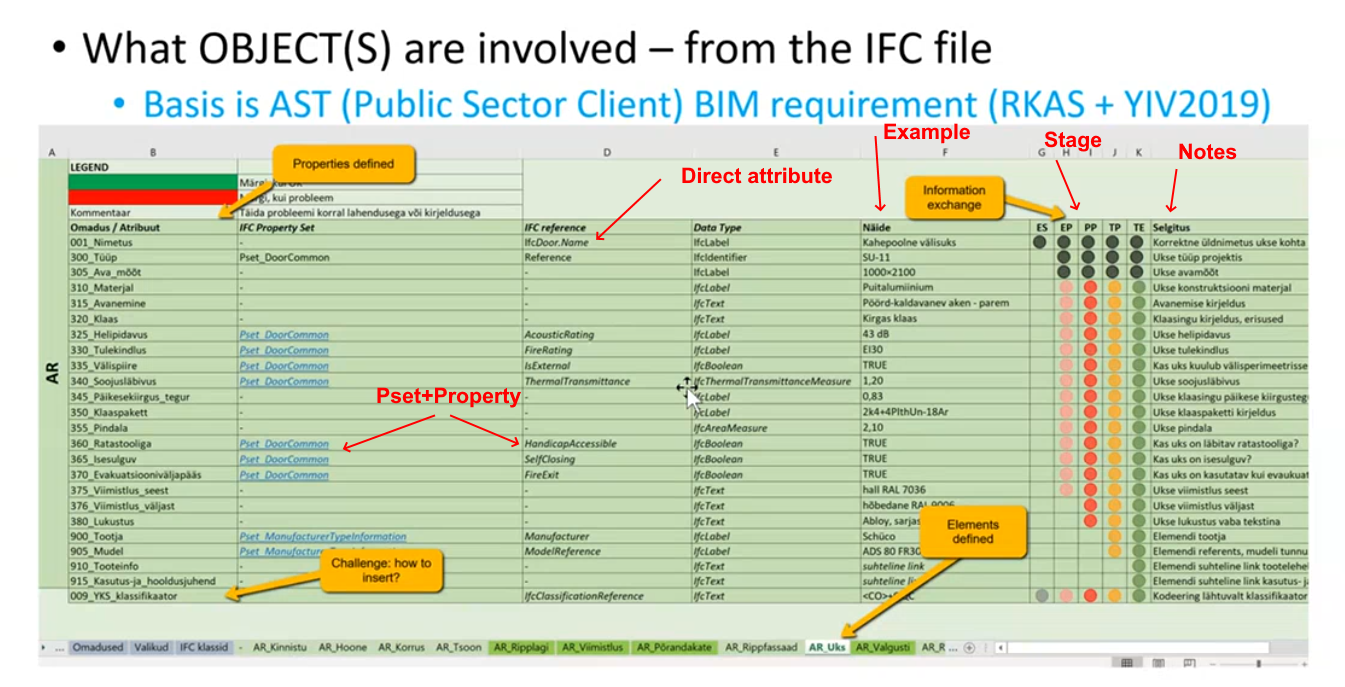 • What OBJECT(S) are involved – from the IFC file
• Basis is AST (Public Sector Client) BIM requirement (RKAS + YIV2019)
Example
Stage
Notes
A B D E F G H I J K
LEGEND
Properties defined
Direct attribute
Information exchange
kui probleem
Kommentaar Täida probleemi korral lahendusega või kirjeldusega
Omadus / Atribuut IFC Property Set IFC reference Data Type Näide ES EP PP TP TE Selgitus
001_Nimetus - IfcDoor.Name IfcLabel Kahepoolne välisuks Korrektne üldnimetus ukse kohta
300_Tüüp Pset_DoorCommon Reference IfcIdentifier SU-11 Ukse tüüp projektis
305_Ava_mõõt - - IfcLabel 1000×2100 Ukse avamõõt
310_Materjal - - IfcLabel Puitalumiinium Ukse konstruktsiooni materjal
315_Avanemine - - IfcText Pöörd-kaldavanev aken - parem Avanemise kirjeldus
320_Klaas - - IfcText Kirgas klaas Klaasingu kirjeldus, erisused
325_Helipidavus Pset_DoorCommon AcousticRating IfcLabel 43 dB Ukse helipidavus
330_Tulekindlus Pset_DoorCommon FireRating IfcLabel EI30 Ukse tulekindlus
335_Välispiire Pset_DoorCommon IsExternal IfcBoolean TRUE Kas uks kuulub välisperimeetrisse
340_Soojusläbivus Pset_DoorCommon ThermalTransmittance IfcThermalTransmittanceMeasure 1,20 Ukse soojusläbivus
345_Päikesekiirgus_tegur - - IfcLabel 0,83 Ukse klaasingu päikese kiirgusteg
Pset+Property
350_Klaaspakett - - IfcLabel 2k4+4PlthUn-18Ar Ukse klaaspaketi kirjeldus
355_Pindala - - IfcAreaMeasure 2,10 Ukse pindala
360_Ratastooliga Pset_DoorCommon HandicapAccessible IfcBoolean TRUE Kas uks on läbitav ratastooliga?
365_Isesulguv Pset_DoorCommon SelfClosing IfcBoolean TRUE Kas uks on isesulguv?
370_Evakuatsiooniväljapääs Pset_DoorCommon FireExit IfcBoolean TRUE Kas uks on kasutatav kui evakuat
375_Viimistlus_seest - - IfcText hall RAL 7036 Ukse viimistlus seest
376_Viimistlus_väljast - - IfcText hõbedane RAL 9006 Ukse viimistlus väljast
380_Lukustus - - IfcText Abloy, sarjas Ukse lukustus vaba tekstina
900_Tootja Pset_ManufacturerTypeInformation Manufacturer IfcLabel Schüco Elemendi tootja
905_Mudel ModelReference IfcLabel ADS 80 FR30 Elemendi referents, mudeli tunnu
910_Tooteinfo - IfcText suhteline link Elemendi suhteline link tootelehe
915_Kasutus-ja_hooldusjuhend - IfcText suhteline Elemendi suhteline link kasutus- ja
009_YKS_klassifikaator IfcClassificationReference IfcText Kodeering lähtuvalt klassifikaator
Elements defined
Challenge: how to insert?
AR
... Omadused Valikud IFC klassid - AR_Kinnistu AR_Hoone AR_Korrus AR_Tsoon AR_Ripplagi AR_Viimistlus AR_Põrandakate AR_Rippfassaad AR_Uks AR_Valgusti AR_R ...